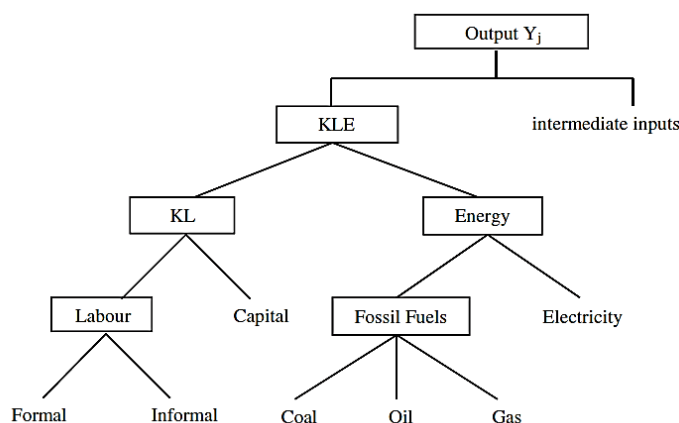 Output Yj
KLE
intermediate inputs
KL
Energy
Labour
Capital
Fossil Fuels
Electricity
Formal
Informal
Coal
Oil
Gas